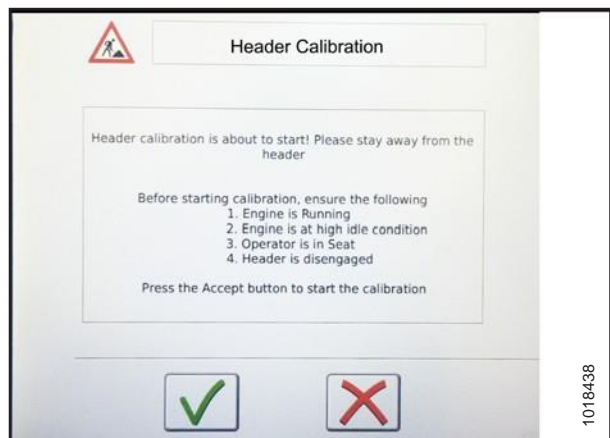 Header Calibration
Header calibration is about to start! Please stay away from the
header
Before starting calibration, ensure the following
1. Engine is Running
2. Engine is at high idle condition
3. Operator is in Seat
4. Header is disengaged
Press the Accept button to start the calibration
1018438